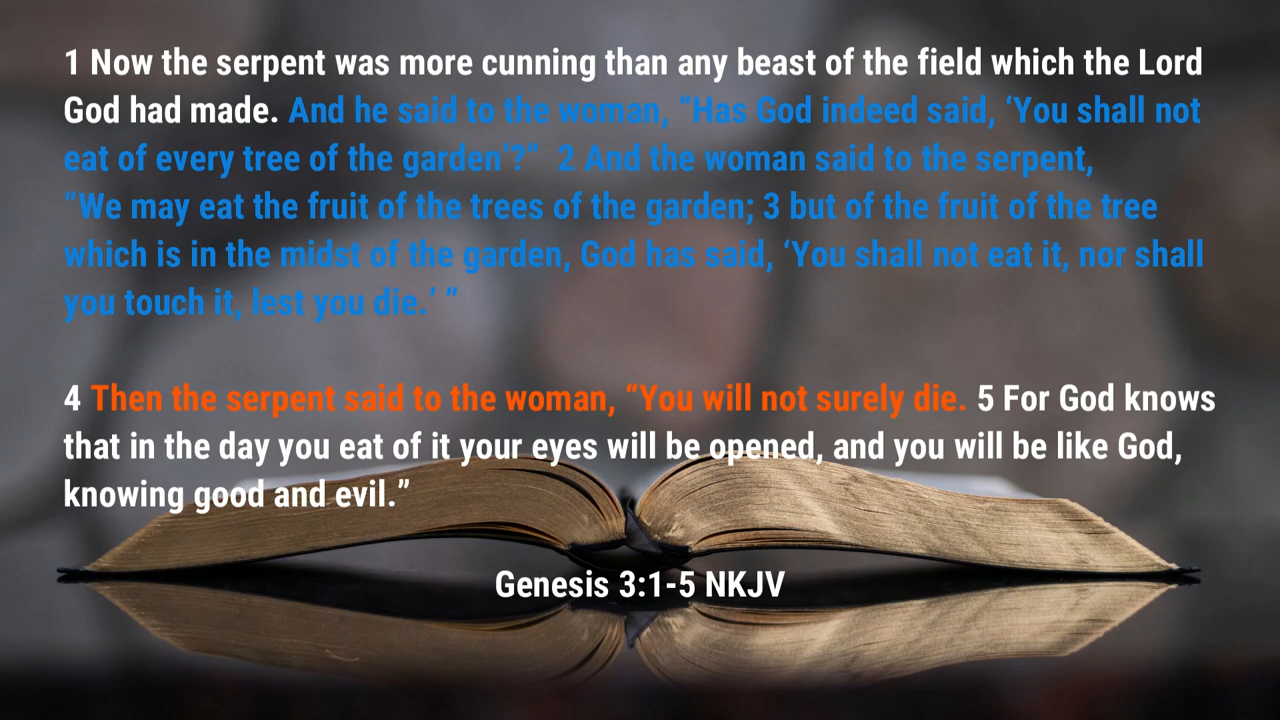 1 Now the serpent was more cunning than any beast of the field which the Lord
God had made. And he said to the woman, “Has God indeed said, ‘You shall not
eat of every tree of the garden’?” 2 And the woman said to the serpent,
“We may eat the fruit of the trees of the garden; 3 but of the fruit of the tree
which is in the midst of the garden, God has said, ‘You shall not eat it, nor shall
you touch it, lest you die.’ ”
4 Then the serpent said to the woman, “You will not surely die. 5 For God knows
that in the day you eat of it your eyes will be opened, and you will be like God,
knowing good and evil.”
Genesis 3:1-5 NKJV